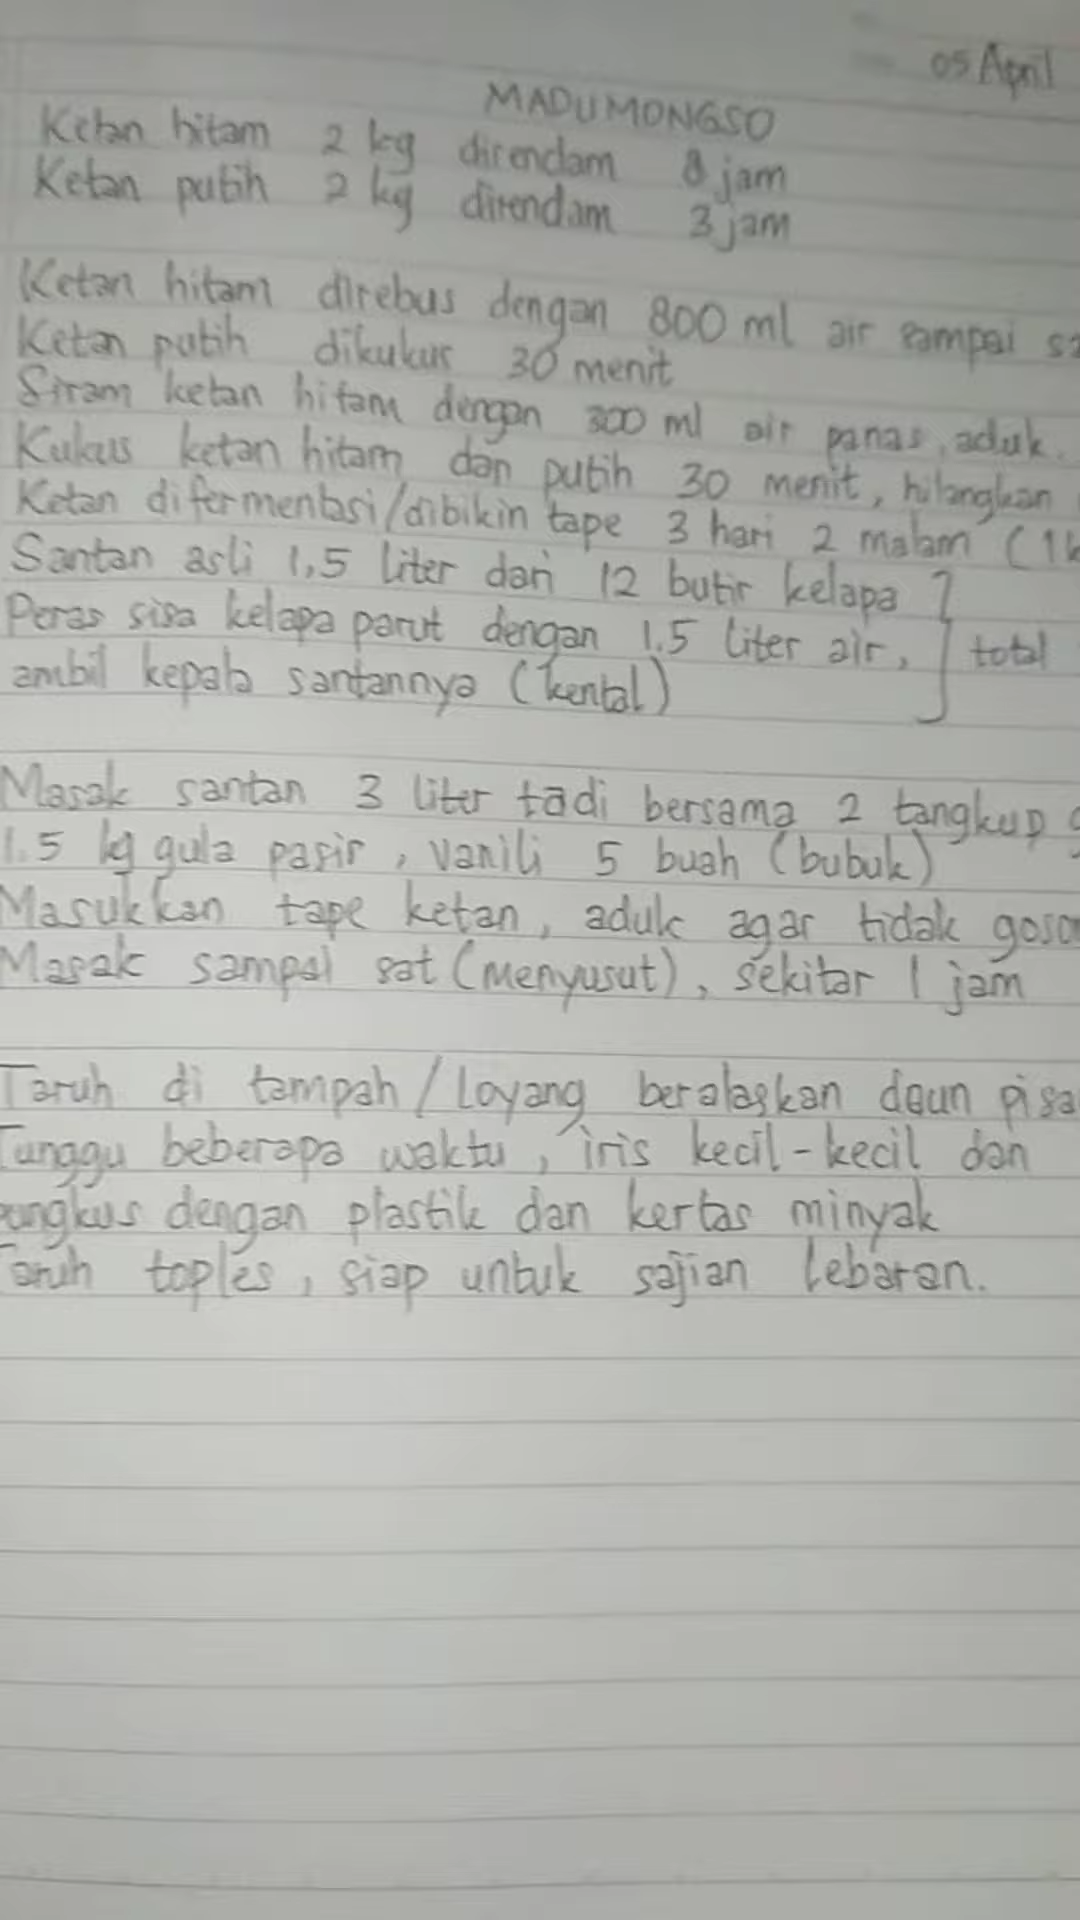 05 April
MADUMONGSO
Ketan hitam 2 kg direndam 8 jam
Ketan putih 2 kg direndam 3 jam
Ketan hitam direbus dengan 800 ml air sampai
Ketan putih dikukus 30 menit
Siram ketan hitam dengan 300 ml air panas, aduk.
Kukus ketan hitam dan putih 30 menit, hilangkan
Ketan difermentasi/dibikin tape 3 hari 2 malam (1
Santan asli 1,5 liter dari 12 butir kelapa
Peras sisa kelapa parut dengan 1.5 liter air, ] total
ambil kepala santannya (kental)
Masak santan 3 liter tadi bersama 2 tangkup
1.5 kg gula pasir, vanili 5 buah (bubuk)
Masukkan tape ketan, aduk agar tidak goso
Masak sampai sat (menyusut), sekitar 1 jam
Taruh di tampah/loyang beralaskan daun pisa
Tunggu beberapa waktu, iris kecil-kecil dan
ungkus dengan plastik dan kertas minyak
Taruh toples, siap untuk sajian lebaran.